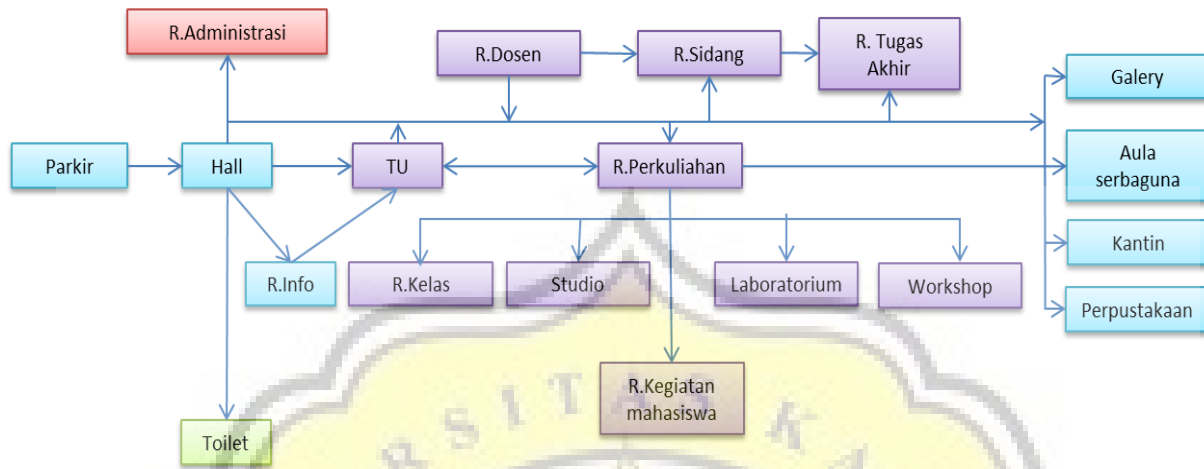 R.Administrasi
R.Dosen
R.Sidang
R. Tugas
Akhir
Galery
Parkir
Hall
TU
R.Perkuliahan
Aula
serbaguna
Kantin
R.Info
R.Kelas
Studio
Laboratorium
Workshop
Perpustakaan
R.Kegiatan
mahasiswa
Toilet
R S I T A S K A